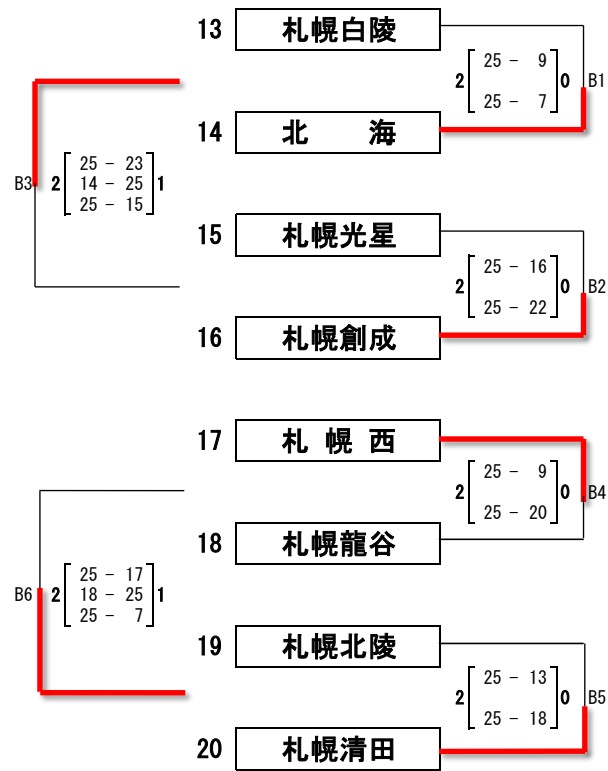 13 札幌白陵
2 25 - 9 0 B1
25 - 7
14 北 海
B3 2 25 - 23 1
14 - 25
25 - 15
15 札幌光星
2 25 - 16 0 B2
25 - 22
16 札幌創成
17 札幌西
2 25 - 9 0 B4
25 - 20
18 札幌龍谷
B6 2 25 - 17 1
18 - 25
25 - 7
19 札幌北陵
2 25 - 13 0 B5
25 - 18
20 札幌清田